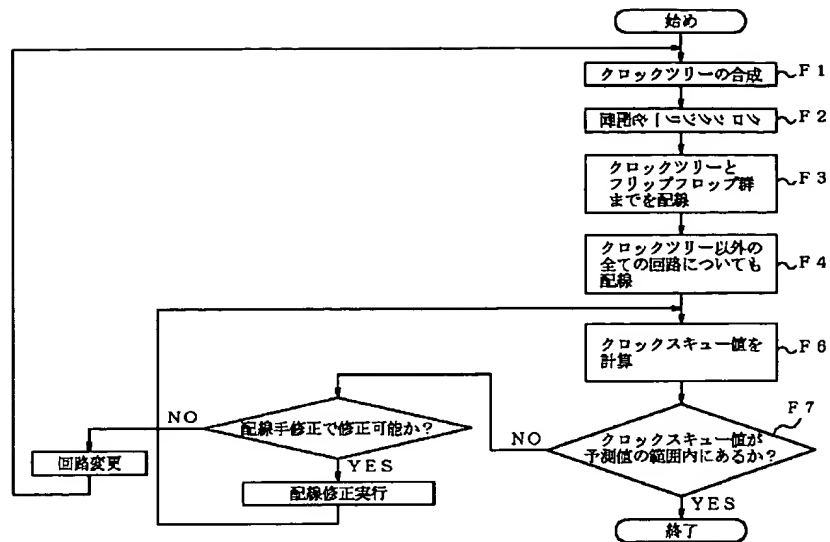 始め
クロックツリーの合成
F1
クロックツリーを配置
F2
クロックツリーと
フリップフロップ群
までを配線
F3
クロックツリー以外の
全ての回路についても
配線
F4
クロックスキュー値を
計算
F6
クロックスキュー値が
予測値の範囲内にあるか?
F7
NO
YES
配線手修正で修正可能か?
NO
YES
回路変更
配線修正実行
終了